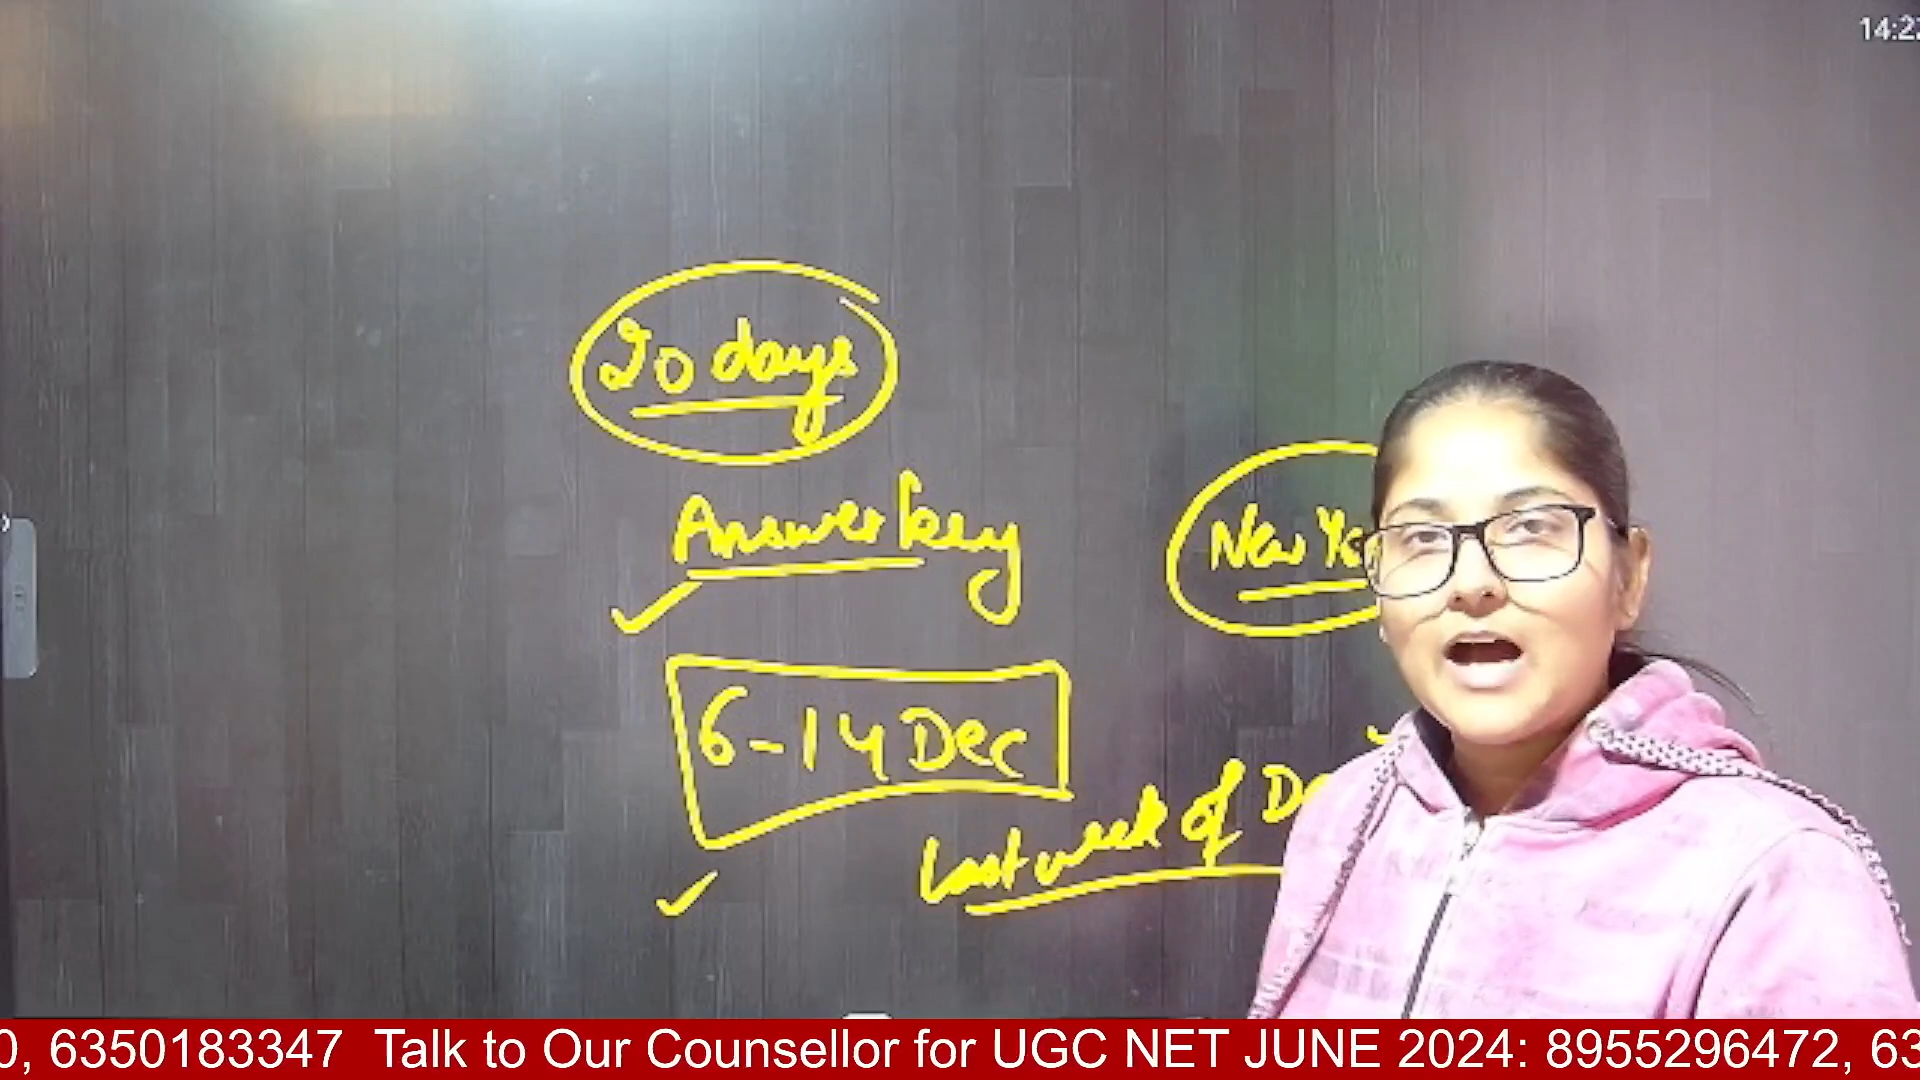 14:22
20 days
Answer key
New Ye
6-14 Dec
Last week of De
0, 6350183347 Talk to Our Counsellor for UGC NET JUNE 2024: 8955296472, 63